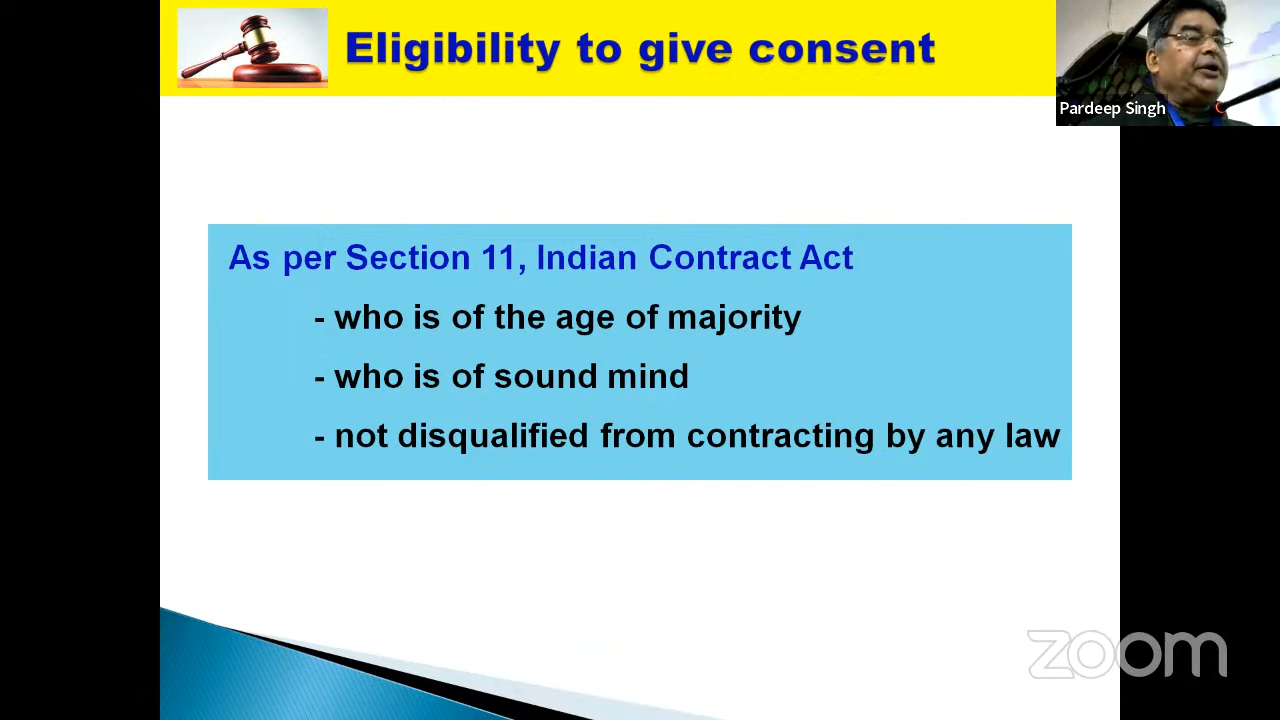 Eligibility to give consent
Pardeep Singh
As per Section 11, Indian Contract Act
- who is of the age of majority
- who is of sound mind
- not disqualified from contracting by any law
zoom